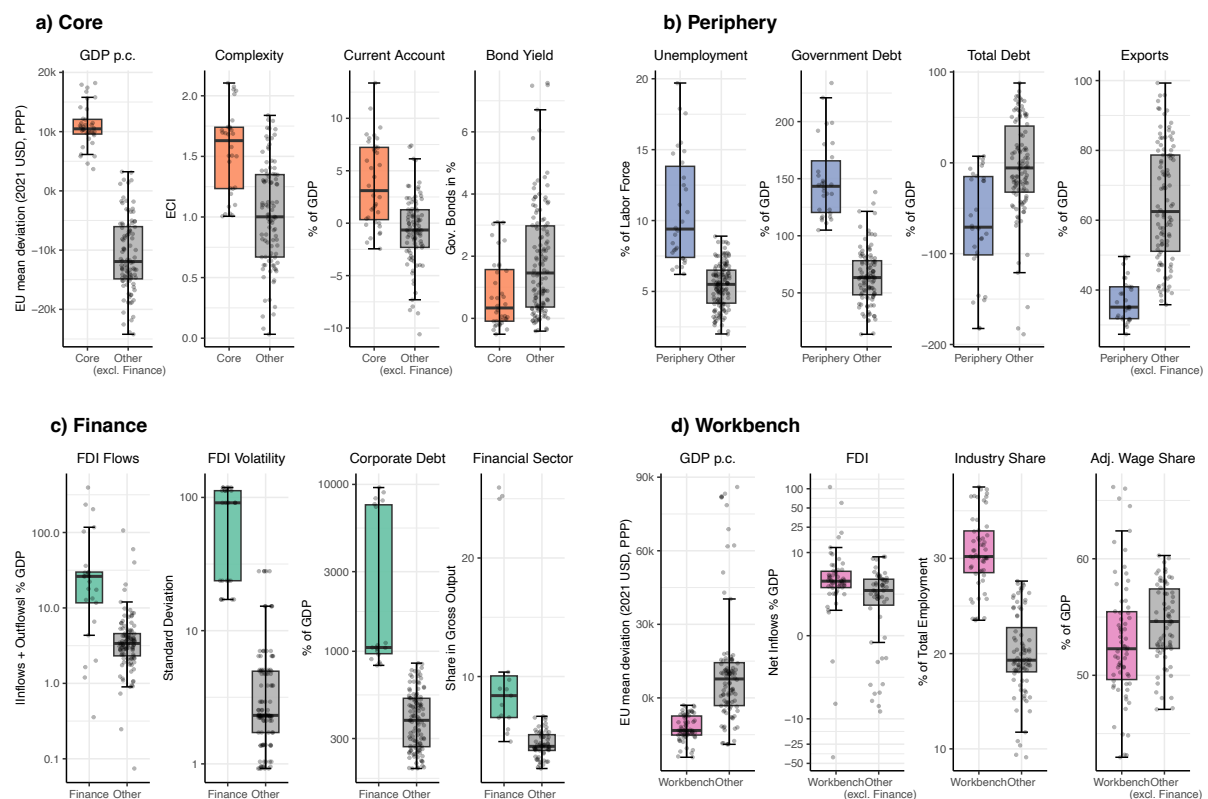 a) Core
GDP p.c.
EU mean deviation (2021 USD, PPP)
20k
10k
0k
−10k
−20k
Core
Other
(excl. Finance)
Complexity
ECI
2.0
1.5
1.0
0.5
0.0
Core
Other
Current Account
% of GDP
10
5
0
−5
−10
Core
Other
Bond Yield
Gov. Bonds in %
6
4
2
0
Core
Other
b) Periphery
Unemployment
% of Labor Force
20
15
10
5
Periphery
Other
Government Debt
% of GDP
200
150
100
50
Periphery
Other
Total Debt
% of GDP
100
0
−100
−200
Periphery
Other
Exports
% of GDP
100
80
60
40
Periphery
Other
(excl. Finance)
c) Finance
FDI Flows
IInflows + OutflowsI % GDP
100.0
10.0
1.0
0.1
Finance
Other
FDI Volatility
Standard Deviation
100
10
1
Finance
Other
Corporate Debt
% of GDP
10000
3000
1000
300
Finance
Other
Financial Sector
Share in Gross Output
20
10
Finance
Other
d) Workbench
GDP p.c.
EU mean deviation (2021 USD, PPP)
90k
60k
30k
0k
Workbench
Other
FDI
Net Inflows % GDP
100
50
25
10
0
−10
−25
−50
Workbench
Other
(excl. Finance)
Industry Share
% of Total Employment
30
20
10
Workbench
Other
Adj. Wage Share
% of GDP
60
50
Workbench
Other
(excl. Finance)